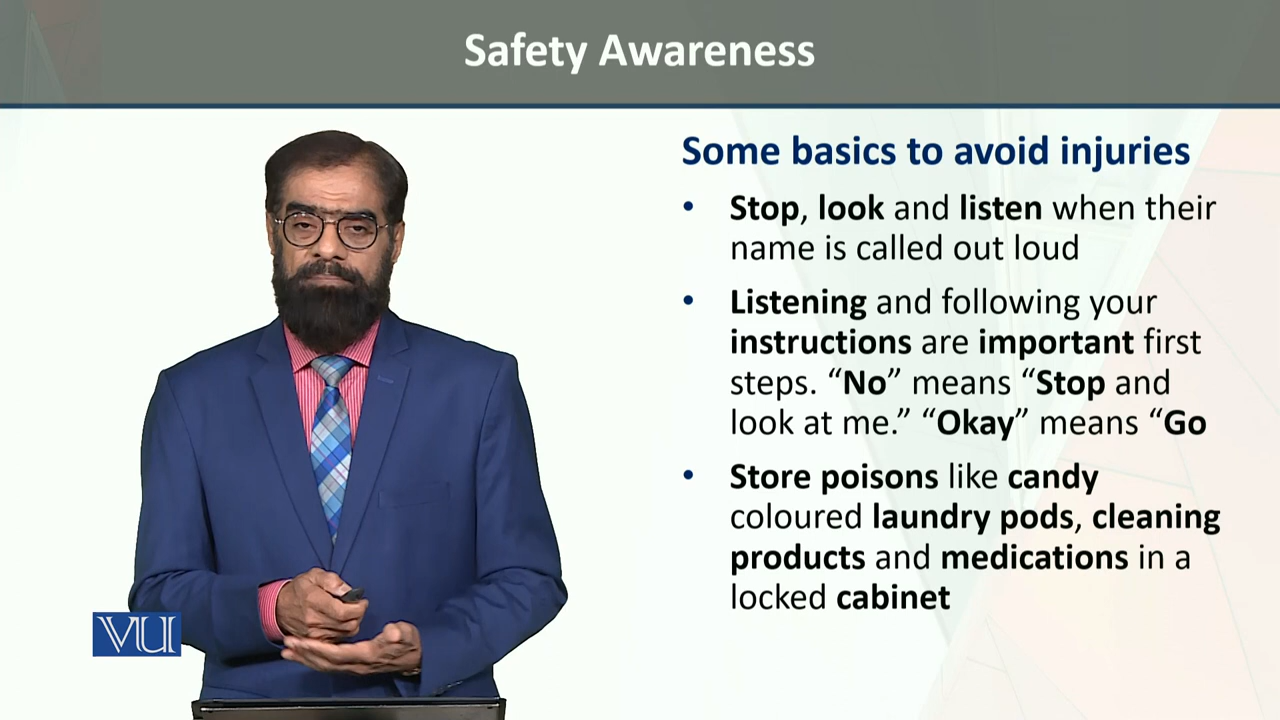 Safety Awareness
Some basics to avoid injuries
• Stop, look and listen when their
name is called out loud
• Listening and following your
instructions are important first
steps. “No” means “Stop and
look at me.” “Okay” means “Go
• Store poisons like candy
coloured laundry pods, cleaning
products and medications in a
locked cabinet
VU